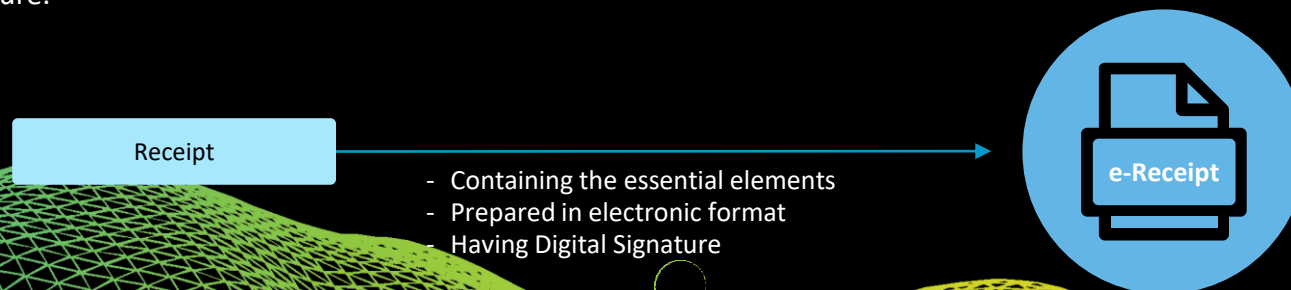 Receipt
- Containing the essential elements
- Prepared in electronic format
- Having Digital Signature
e-Receipt